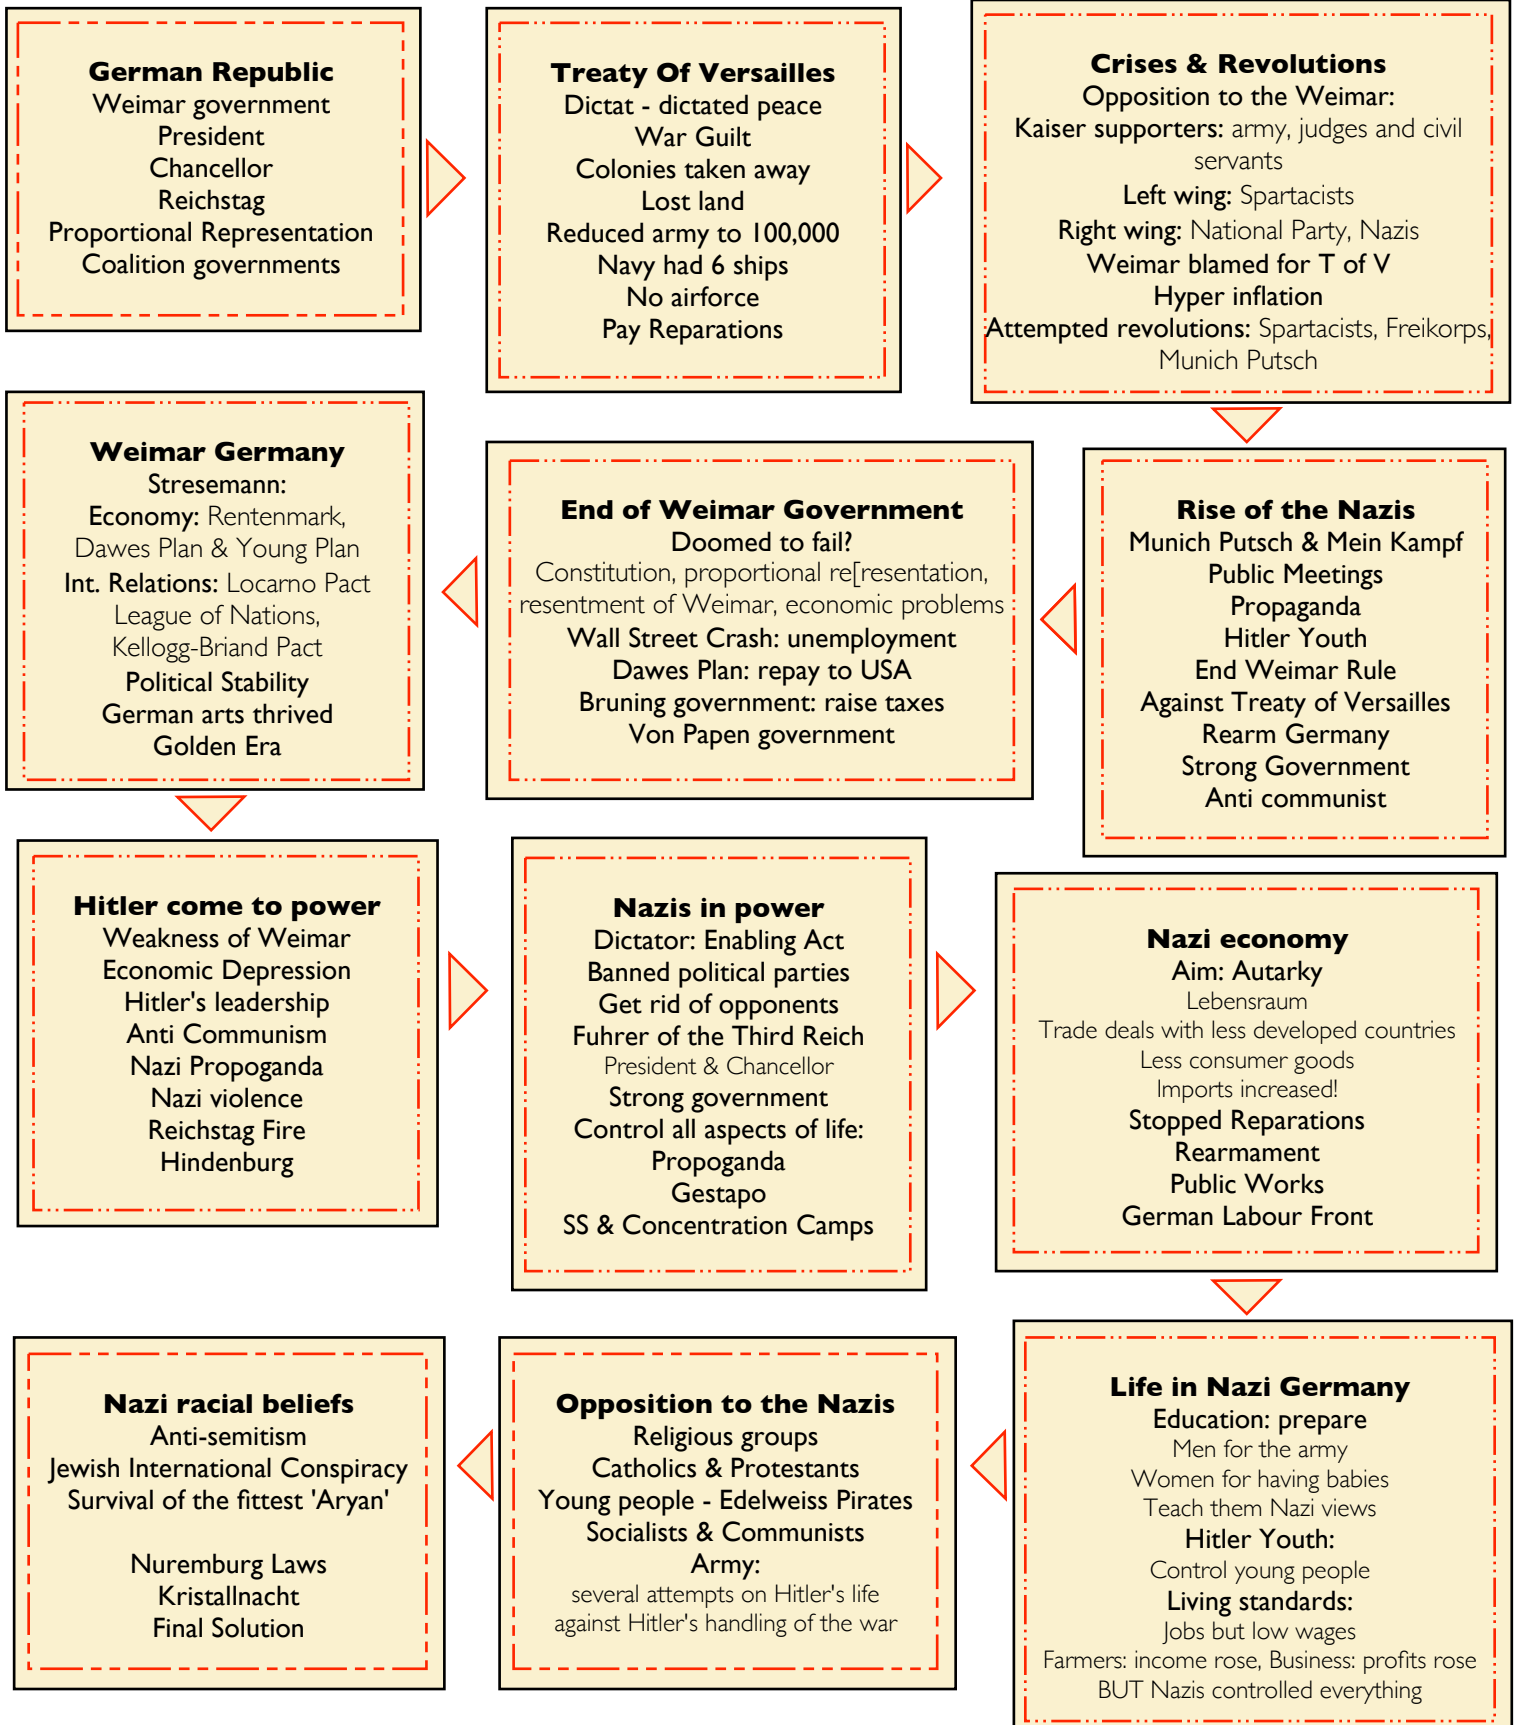 German Republic
Weimar government
President
Chancellor
Reichstag
Proportional Representation
Coalition governments
Treaty Of Versailles
Dictat - dictated peace
War Guilt
Colonies taken away
Lost land
Reduced army to 100,000
Navy had 6 ships
No airforce
Pay Reparations
Crises & Revolutions
Opposition to the Weimar:
Kaiser supporters: army, judges and civil
servants
Left wing: Spartacists
Right wing: National Party, Nazis
Weimar blamed for T of V
Hyper inflation
Attempted revolutions: Spartacists, Freikorps,
Munich Putsch
Rise of the Nazis
Munich Putsch & Mein Kampf
Public Meetings
Propaganda
Hitler Youth
End Weimar Rule
Against Treaty of Versailles
Rearm Germany
Strong Government
Anti communist
End of Weimar Government
Doomed to fail?
Constitution, proportional re[resentation,
resentment of Weimar, economic problems
Wall Street Crash: unemployment
Dawes Plan: repay to USA
Bruning government: raise taxes
Von Papen government
Weimar Germany
Stresemann:
Economy: Rentenmark,
Dawes Plan & Young Plan
Int. Relations: Locarno Pact
League of Nations,
Kellogg-Briand Pact
Political Stability
German arts thrived
Golden Era
Hitler come to power
Weakness of Weimar
Economic Depression
Hitler's leadership
Anti Communism
Nazi Propoganda
Nazi violence
Reichstag Fire
Hindenburg
Nazis in power
Dictator: Enabling Act
Banned political parties
Get rid of opponents
Fuhrer of the Third Reich
President & Chancellor
Strong government
Control all aspects of life:
Propoganda
Gestapo
SS & Concentration Camps
Nazi economy
Aim: Autarky
Lebensraum
Trade deals with less developed countries
Less consumer goods
Imports increased!
Stopped Reparations
Rearmament
Public Works
German Labour Front
Life in Nazi Germany
Education: prepare
Men for the army
Women for having babies
Teach them Nazi views
Hitler Youth:
Control young people
Living standards:
Jobs but low wages
Farmers: income rose, Business: profits rose
BUT Nazis controlled everything
Opposition to the Nazis
Religious groups
Catholics & Protestants
Young people - Edelweiss Pirates
Socialists & Communists
Army:
several attempts on Hitler's life
against Hitler's handling of the war
Nazi racial beliefs
Anti-semitism
Jewish International Conspiracy
Survival of the fittest 'Aryan'
Nuremburg Laws
Kristallnacht
Final Solution